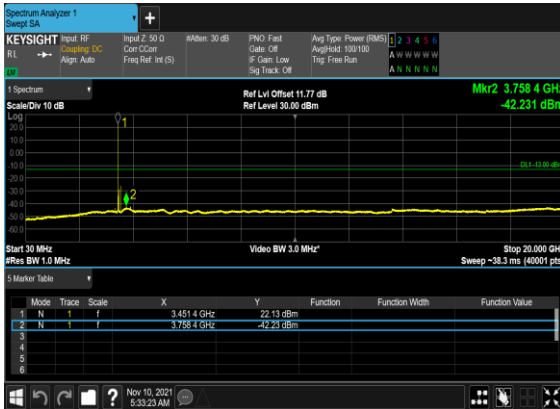 Spectrum Analyzer 1
Swept SA
KEYSIGHT Input: RF Input Z: 50 Ω #Atten: 30 dB PNO: Fast Avg Type: Power (RMS) 1 2 3 4 5 6
RL Coupling: DC Corr CCorr Gate: Off Avg|Hold: 100/100 A W W W W W
Align: Auto Freq Ref: Int (S) IF Gain: Low Trig: Free Run
Sig Track: Off A N N N N N
1 Spectrum Ref Lvl Offset 11.77 dB Mkr2 3.758 4 GHz
Scale/Div 10 dB Ref Level 30.00 dBm -42.231 dBm
Log
20.0
10.0
0.00
-10.0
DL1 -13.00 dBm
-20.0
-30.0
-40.0
-50.0
-60.0
1
2
Start 30 MHz Video BW 3.0 MHz* Stop 20.000 GHz
#Res BW 1.0 MHz Sweep ~38.3 ms (40001 pts)
5 Marker Table
Mode Trace Scale X Y Function Function Width Function Value
1 N 1 f 3.451 4 GHz 22.13 dBm
2 N 1 f 3.758 4 GHz -42.23 dBm
3
4
5
6
? Nov 10, 2021
5:33:23 AM